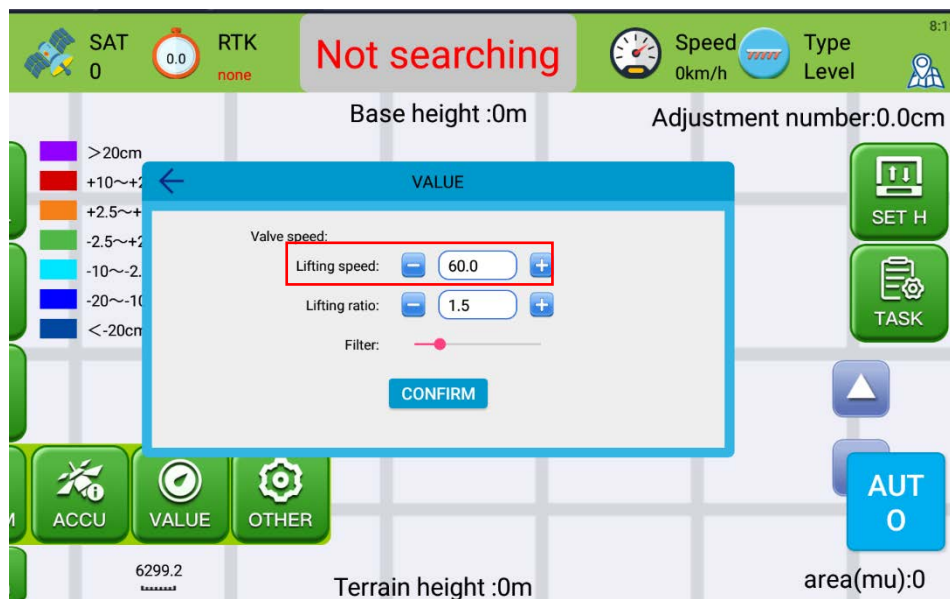 SAT
0
0.0
RTK
none
Not searching
Speed
0km/h
Type
Level
8:1
Base height :0m
Adjustment number:0.0cm
>20cm
+10～+2
+2.5～+
-2.5～+2
-10～-2.
-20～-10
<-20cm
VALUE
Valve speed:
Lifting speed:
60.0
Lifting ratio:
1.5
Filter:
CONFIRM
SET H
TASK
ACCU
VALUE
OTHER
AUT
O
6299.2
Terrain height :0m
area(mu):0